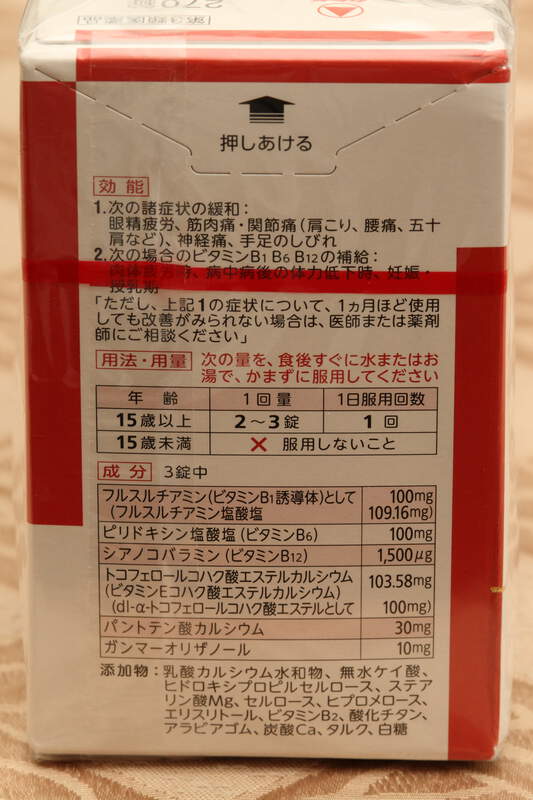 第3類医薬品
270錠
押しあける
効能
1.次の諸症状の緩和：
眼精疲労、筋肉痛・関節痛（肩こり、腰痛、五十
肩など）、神経痛、手足のしびれ
2.次の場合のビタミンB1 B6 B12の補給：
肉体疲労時、病中病後の体力低下時、妊娠・
授乳期
「ただし、上記1の症状について、1ヵ月ほど使用
しても改善がみられない場合は、医師または薬剤
師にご相談ください」
用法・用量 次の量を、食後すぐに水またはお
湯で、かまずに服用してください
年齢 1回量 1日服用回数
15歳以上 2～3錠 1回
15歳未満 ✕ 服用しないこと
成分 3錠中
フルスルチアミン（ビタミンB1誘導体）として 100mg
（フルスルチアミン塩酸塩 109.16mg）
ピリドキシン塩酸塩（ビタミンB6） 100mg
シアノコバラミン（ビタミンB12） 1,500μg
トコフェロールコハク酸エステルカルシウム 103.58mg
（ビタミンEコハク酸エステルカルシウム）
（dl-α-トコフェロールコハク酸エステルとして 100mg）
パントテン酸カルシウム 30mg
ガンマーオリザノール 10mg
添加物：乳酸カルシウム水和物、無水ケイ酸、
ヒドロキシプロピルセルロース、ステア
リン酸Mg、セルロース、ヒプロメロース、
エリスリトール、ビタミンB2、酸化チタン、
アラビアゴム、炭酸Ca、タルク、白糖